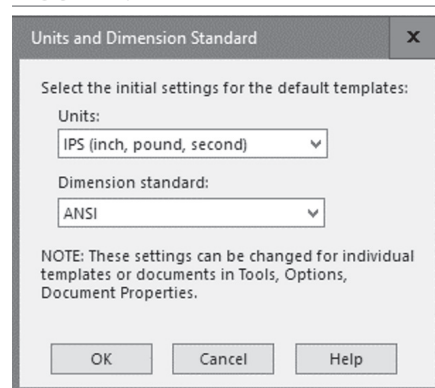 Units and Dimension Standard
x
Select the initial settings for the default templates:
Units:
IPS (inch, pound, second)
Dimension standard:
ANSI
NOTE: These settings can be changed for individual
templates or documents in Tools, Options,
Document Properties.
OK Cancel Help